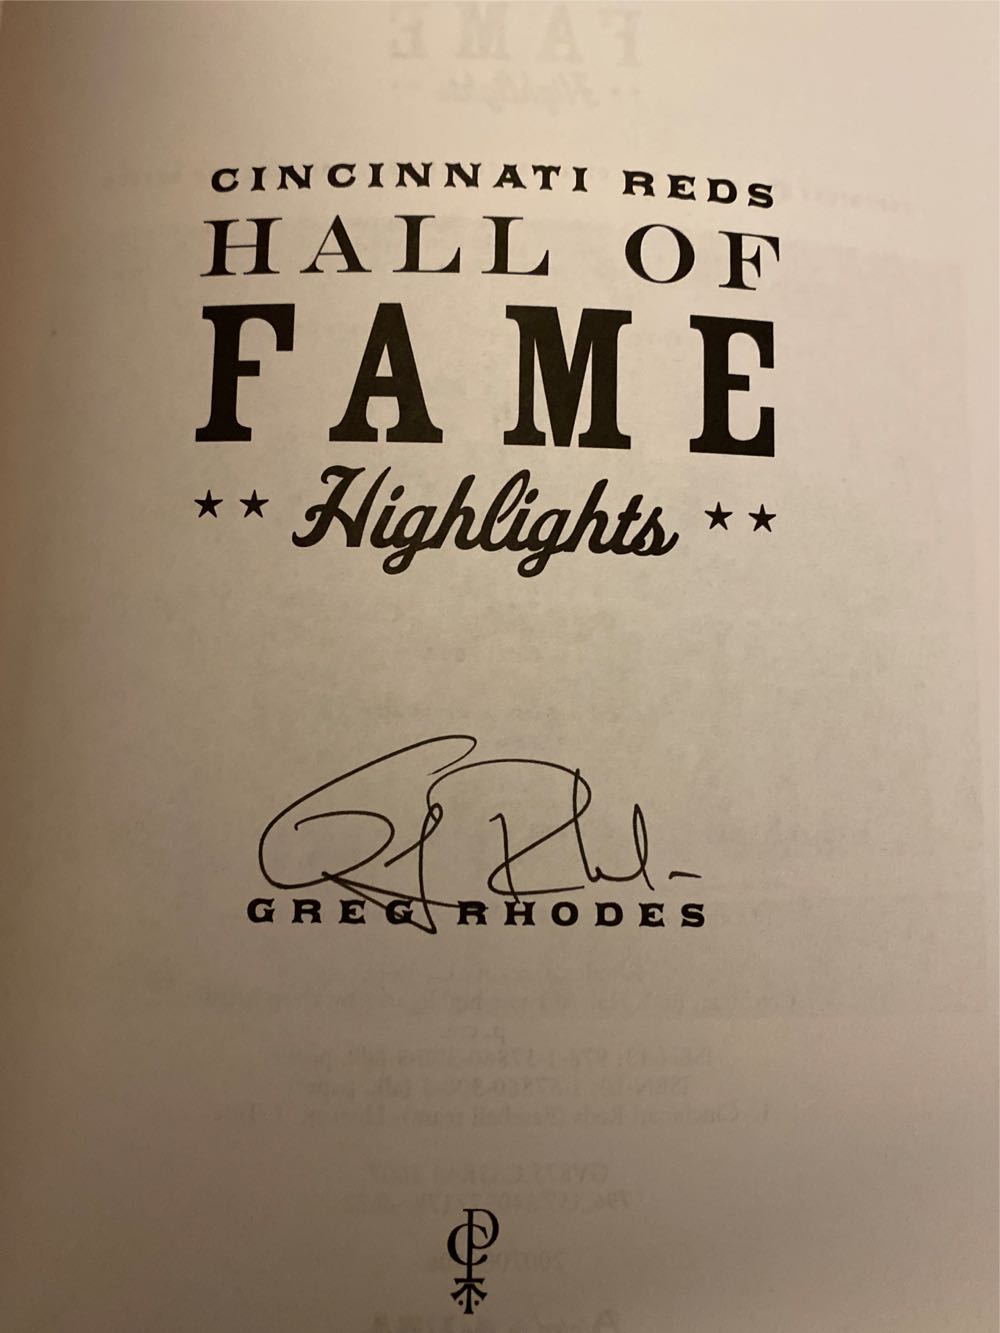 CINCINNATI REDS
HALL OF
FAME
★★ Highlights ★★
GREG RHODES